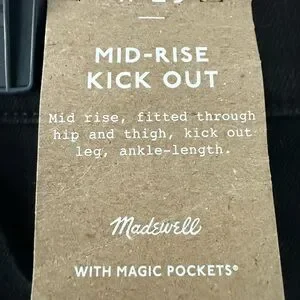 MID-RISE
KICK OUT
Mid rise, fitted through
hip and thigh, kick out
leg, ankle-length.
Madewell
WITH MAGIC POCKETS®